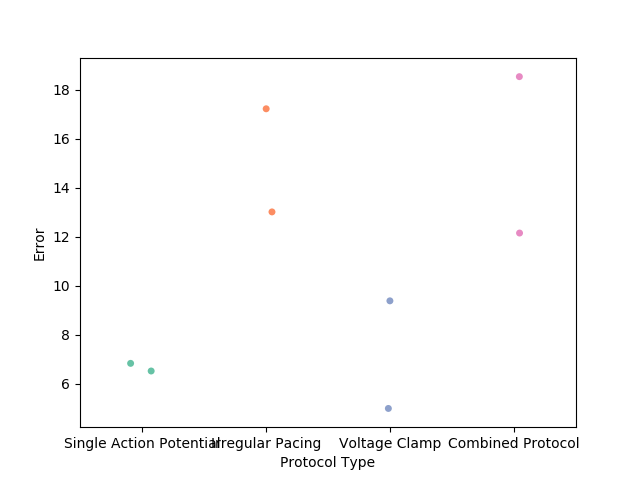 18
16
14
12
10
8
6
Error
Single Action Potential
Irregular Pacing
Voltage Clamp
Combined Protocol
Protocol Type